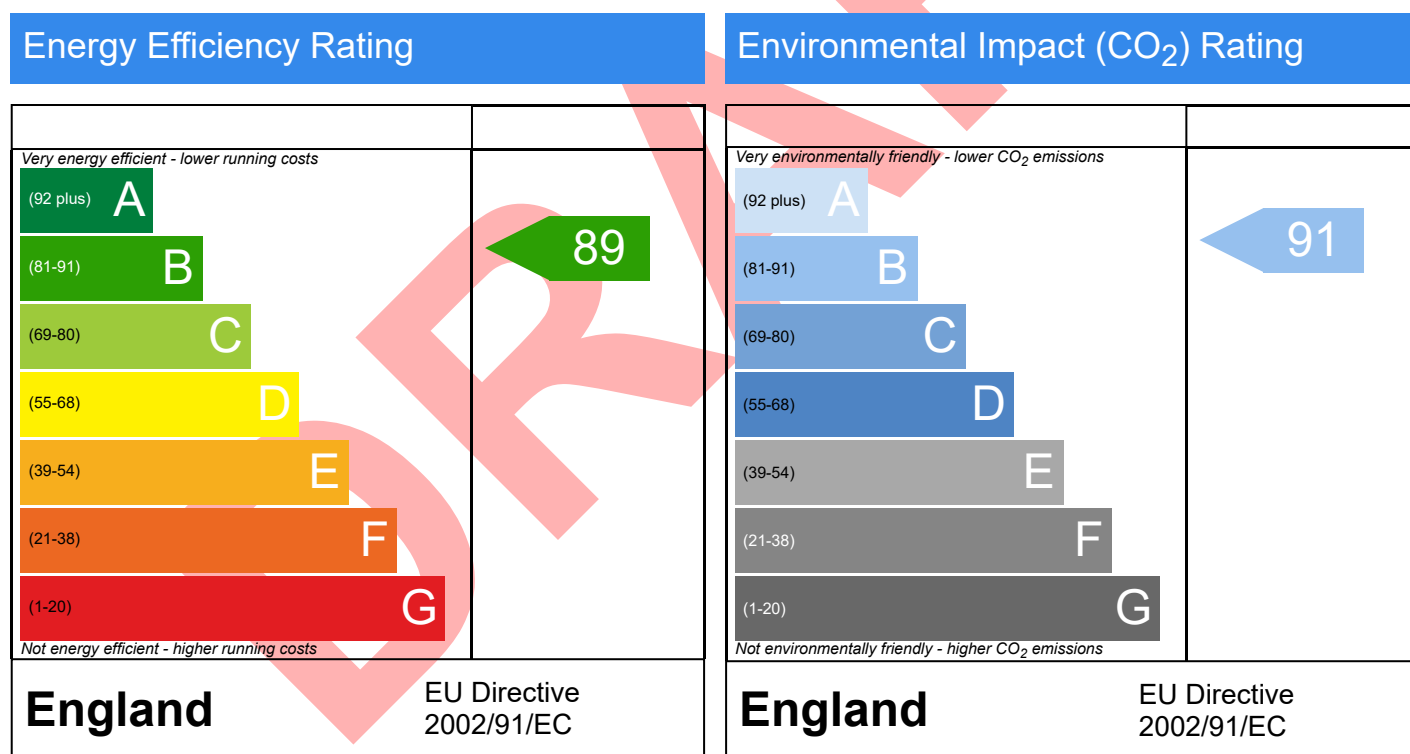 Energy Efficiency Rating
Very energy efficient - lower running costs
(92 plus) A
(81-91) B
(69-80) C
(55-68) D
(39-54) E
(21-38) F
(1-20) G
Not energy efficient - higher running costs
89
England
EU Directive
2002/91/EC
Environmental Impact (CO₂) Rating
Very environmentally friendly - lower CO₂ emissions
(92 plus) A
(81-91) B
(69-80) C
(55-68) D
(39-54) E
(21-38) F
(1-20) G
Not environmentally friendly - higher CO₂ emissions
91
England
EU Directive
2002/91/EC